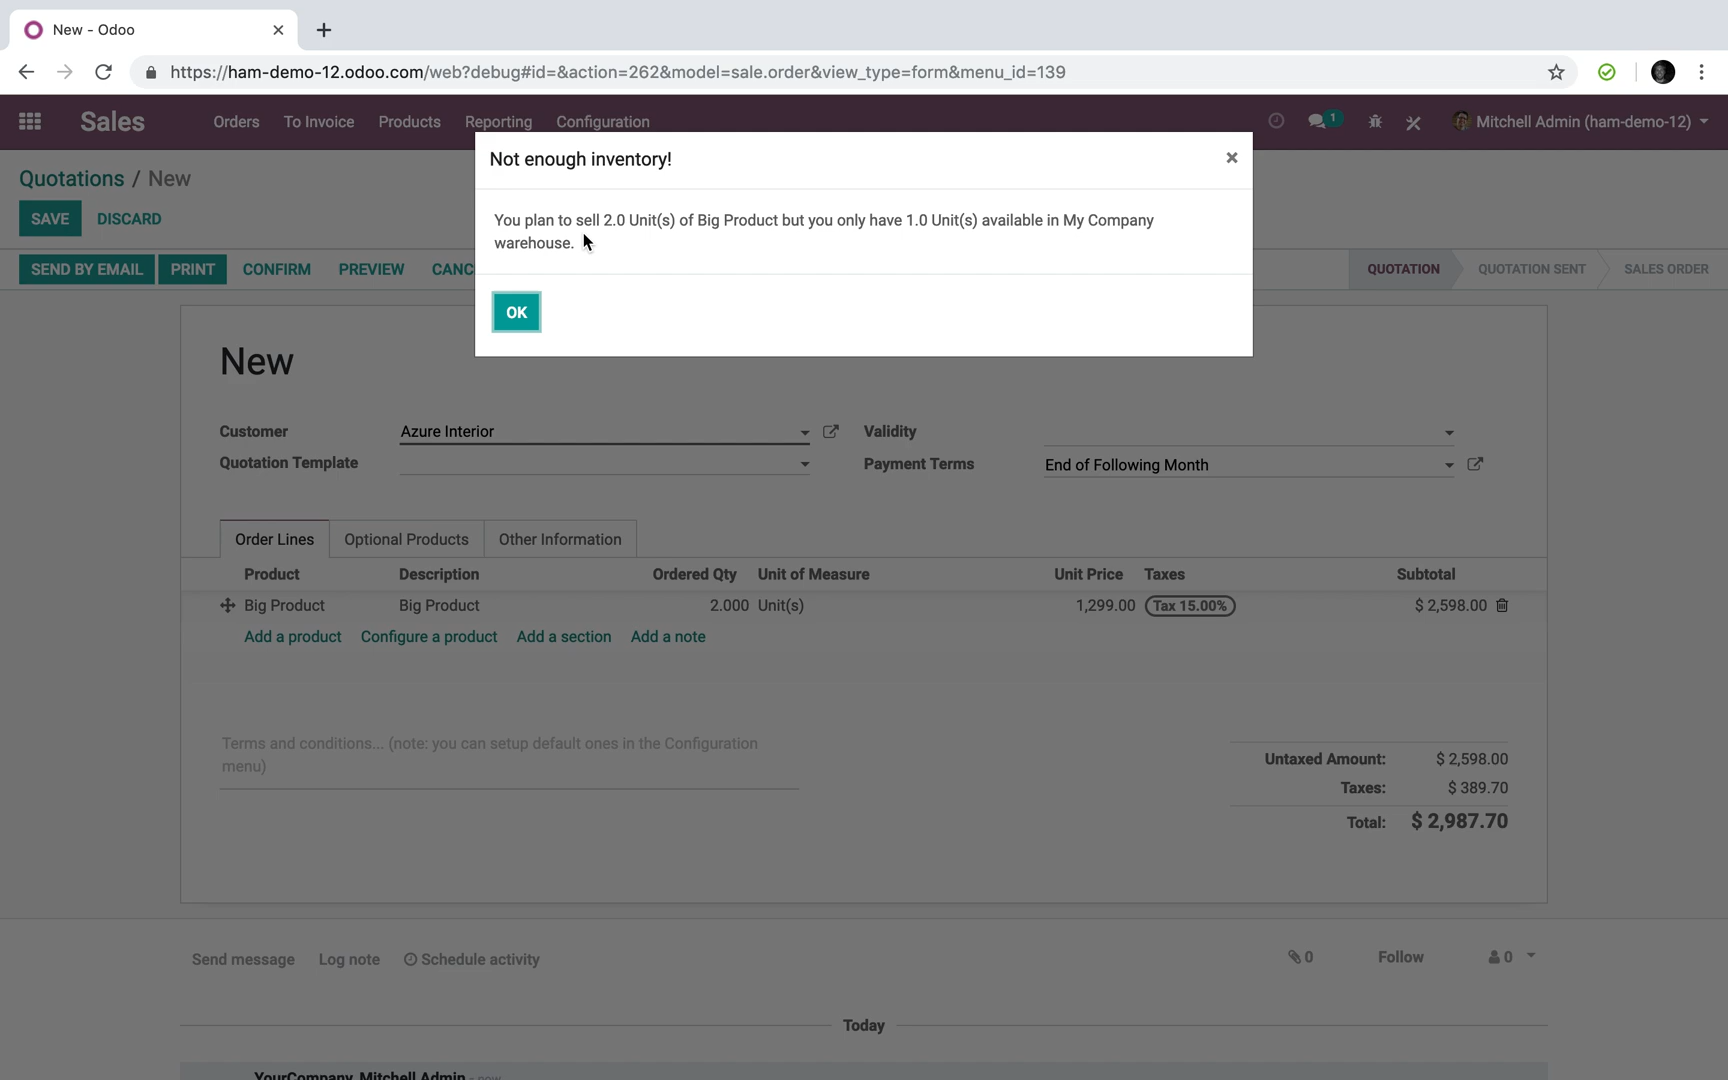 New - Odoo
https://ham-demo-12.odoo.com/web?debug#id=&action=262&model=sale.order&view_type=form&menu_id=139
Sales Orders To Invoice Products Reporting Configuration 1 Mitchell Admin (ham-demo-12)
Not enough inventory!
Quotations / New
SAVE DISCARD
You plan to sell 2.0 Unit(s) of Big Product but you only have 1.0 Unit(s) available in My Company
warehouse.
SEND BY EMAIL PRINT CONFIRM PREVIEW CANC QUOTATION QUOTATION SENT SALES ORDER
OK
New
Customer Azure Interior Validity
Quotation Template Payment Terms End of Following Month
Order Lines Optional Products Other Information
Product Description Ordered Qty Unit of Measure Unit Price Taxes Subtotal
Big Product Big Product 2.000 Unit(s) 1,299.00 Tax 15.00% $ 2,598.00
Add a product Configure a product Add a section Add a note
Terms and conditions... (note: you can setup default ones in the Configuration
menu)
Untaxed Amount: $ 2,598.00
Taxes: $ 389.70
Total: $ 2,987.70
Send message Log note Schedule activity 0 Follow 0
Today
YourCompany, Mitchell Admin - now